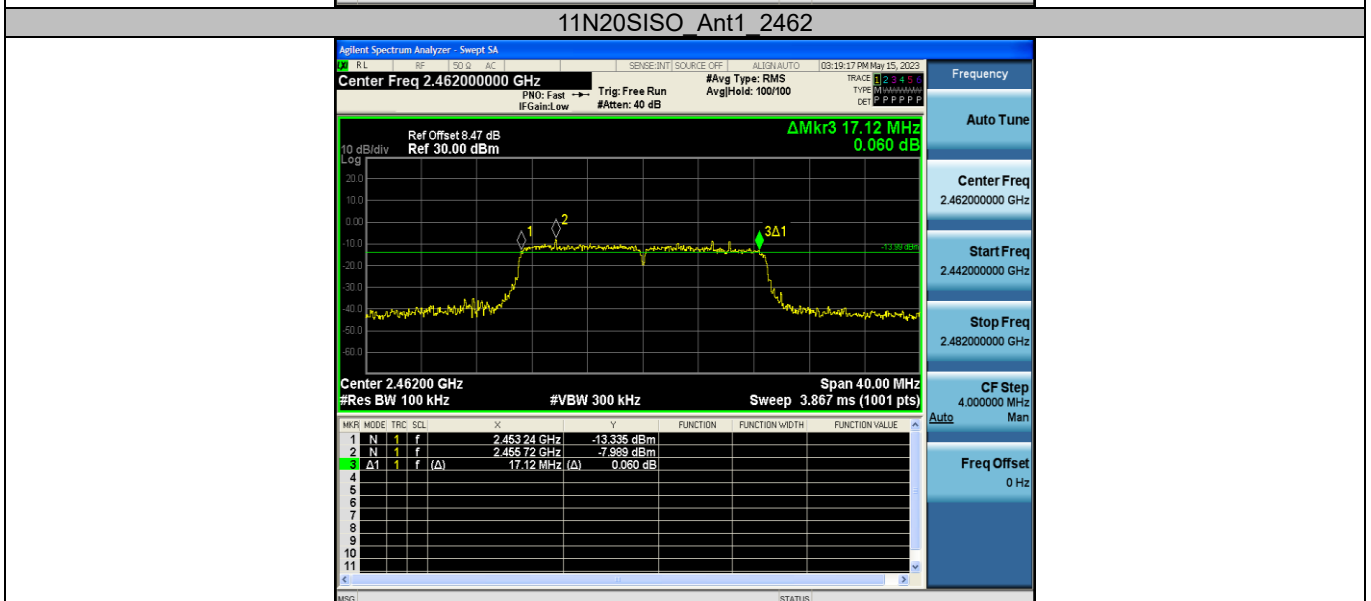 11N20SISO_Ant1_2462
Agilent Spectrum Analyzer - Swept SA
RL RF 50 Ω AC SENSE:INT SOURCE OFF ALIGN AUTO 03:19:17 PM May 15, 2023
Center Freq 2.462000000 GHz
PNO: Fast
IFGain:Low
Trig: Free Run
#Atten: 40 dB
#Avg Type: RMS
Avg|Hold: 100/100
TRACE 1 2 3 4 5 6
TYPE MWWWWW
DET P P P P P P
Frequency
Auto Tune
Center Freq
2.462000000 GHz
Start Freq
2.442000000 GHz
Stop Freq
2.482000000 GHz
CF Step
4.000000 MHz
Auto Man
Freq Offset
0 Hz
ΔMkr3 17.12 MHz
0.060 dB
Ref Offset 8.47 dB
10 dB/div Ref 30.00 dBm
Log
20.0
10.0
0.00
-10.0
-20.0
-30.0
-40.0
-50.0
-60.0
1
2
3Δ1
-13.99 dBm
Center 2.46200 GHz Span 40.00 MHz
#Res BW 100 kHz #VBW 300 kHz Sweep 3.867 ms (1001 pts)
MKR MODE TRC SCL X Y FUNCTION FUNCTION WIDTH FUNCTION VALUE
1 N 1 f 2.453 24 GHz -13.335 dBm
2 N 1 f 2.455 72 GHz -7.989 dBm
3 Δ1 1 f (Δ) 17.12 MHz (Δ) 0.060 dB
4
5
6
7
8
9
10
11
MSG STATUS